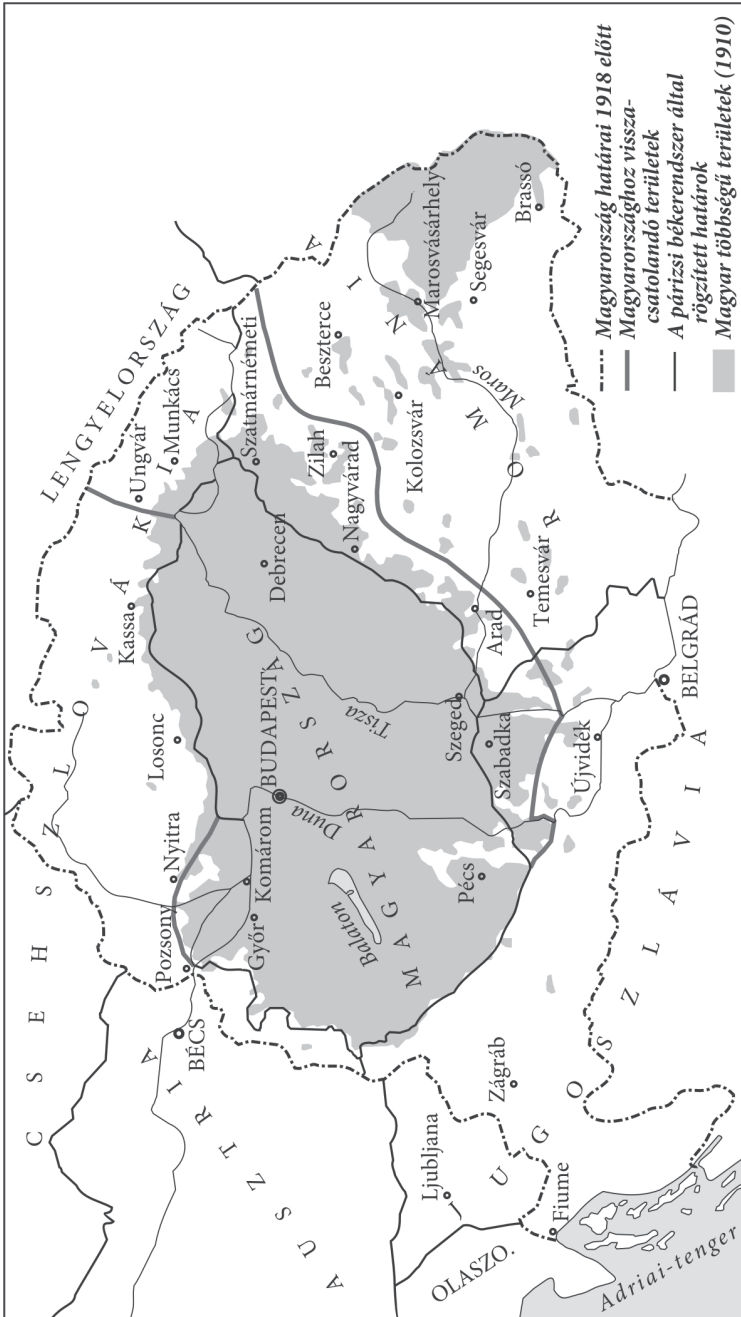 LENGYELORSZÁG
CSEHSZLOVÁKIA
Ungvár
Munkács
Kassa
Losonc
Nyitra
Pozsony
BÉCS
AUSZTRIA
Komárom
Győr
BUDAPEST
Szatmárnémeti
Debrecen
Zilah
Nagyvárad
Beszterce
Kolozsvár
Marosvásárhely
Segesvár
Brassó
ROMÁNIA
Maros
Tisza
Duna
Balaton
MAGYARORSZÁG
Pécs
Szeged
Szabadka
Arad
Temesvár
Újvidék
BELGRÁD
JUGOSZLÁVIA
Zágráb
Ljubljana
Fiume
OLASZO.
Adriai-tenger
Magyarország határai 1918 előtt
Magyarországhoz vissza-
csatolandó területek
A párizsi békerendszer által
rögzített határok
Magyar többségű területek (1910)